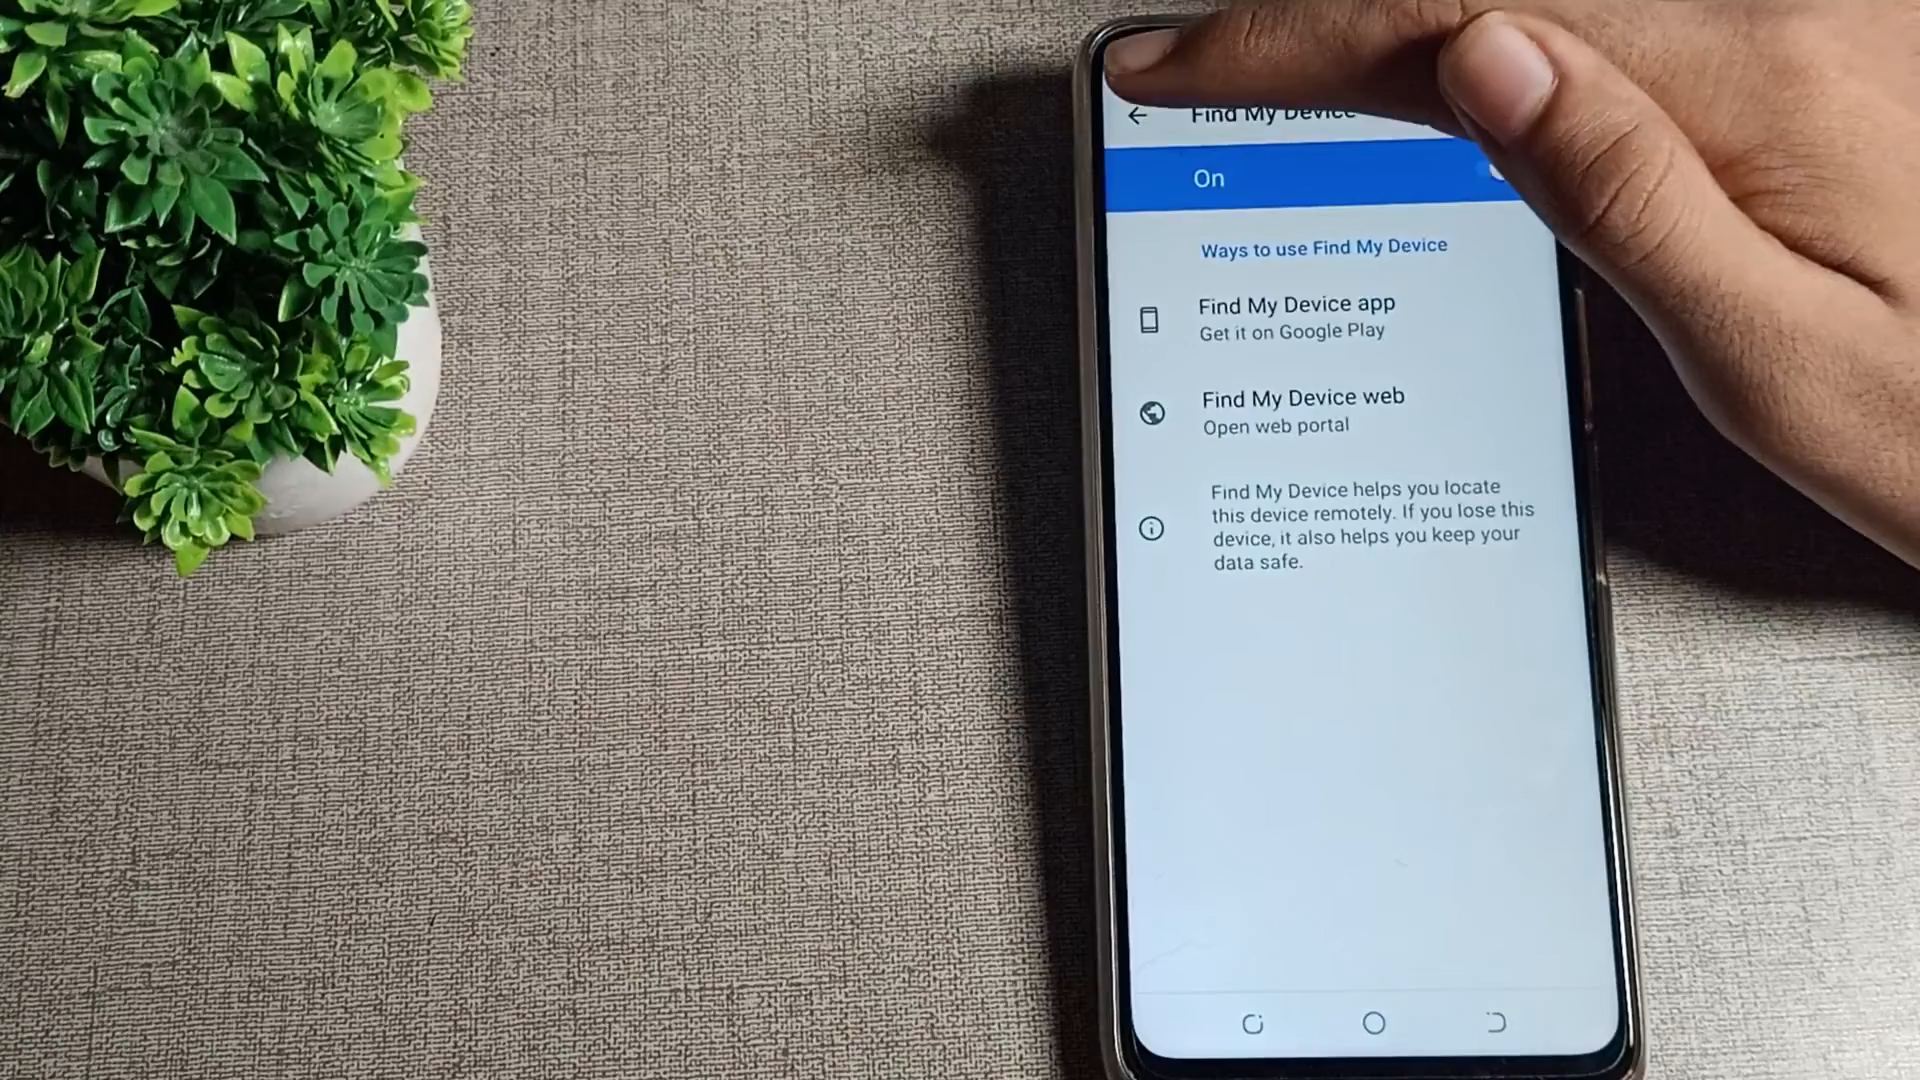 Find My Device
On
Ways to use Find My Device
Find My Device app
Get it on Google Play
Find My Device web
Open web portal
Find My Device helps you locate
this device remotely. If you lose this
device, it also helps you keep your
data safe.